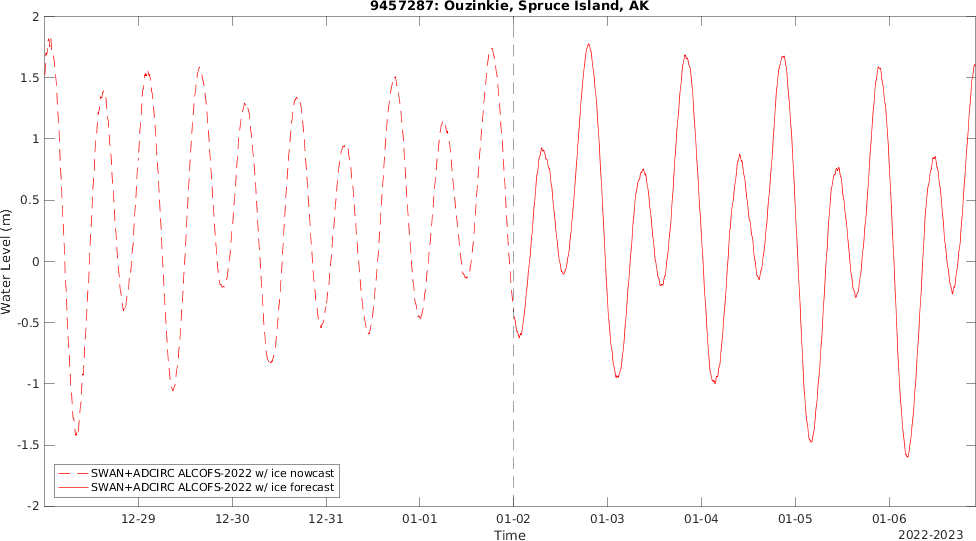 9457287: Ouzinkie, Spruce Island, AK
2
1.5
1
0.5
0
-0.5
-1
-1.5
-2
Water Level (m)
SWAN+ADCIRC ALCOFS-2022 w/ ice nowcast
SWAN+ADCIRC ALCOFS-2022 w/ ice forecast
12-29 12-30 12-31 01-01 01-02 01-03 01-04 01-05 01-06
Time
2022-2023